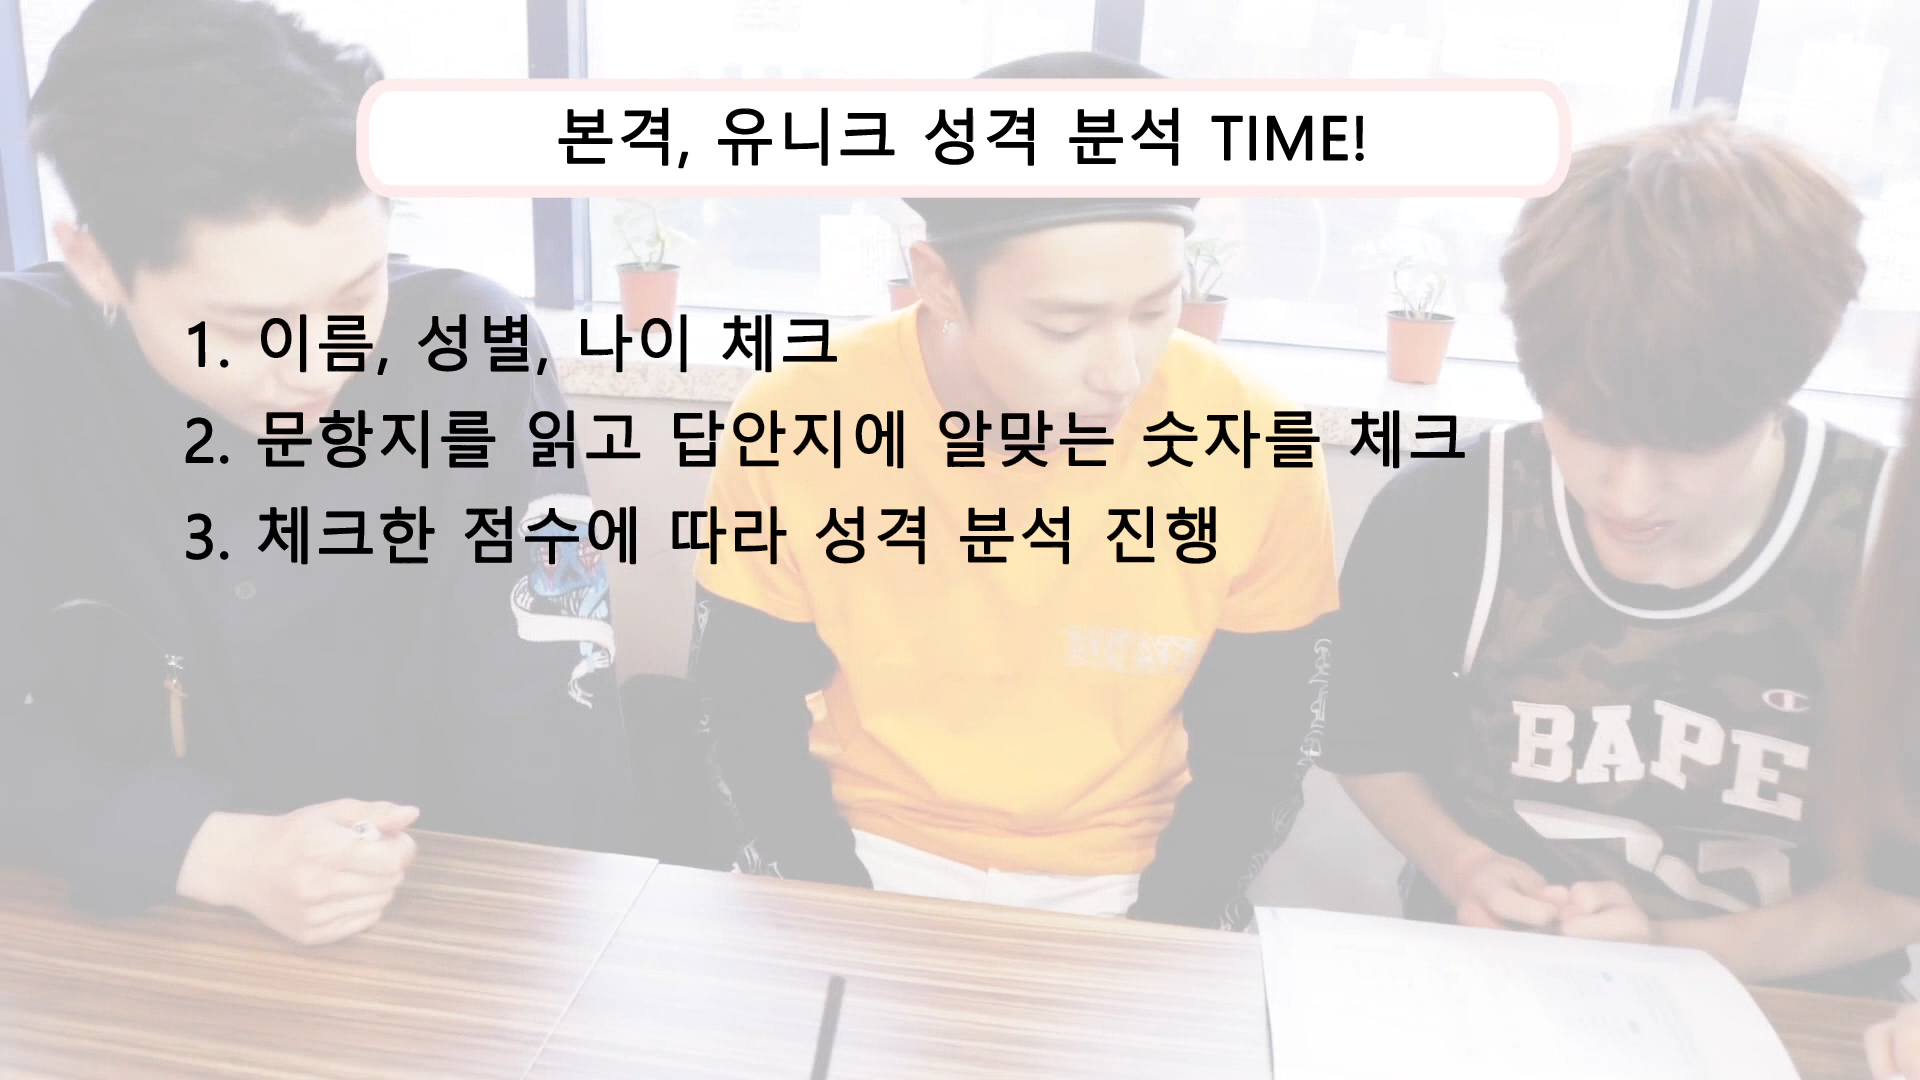 본격, 유니크 성격 분석 TIME!
1. 이름, 성별, 나이 체크
2. 문항지를 읽고 답안지에 알맞는 숫자를 체크
3. 체크한 점수에 따라 성격 분석 진행
BAPE